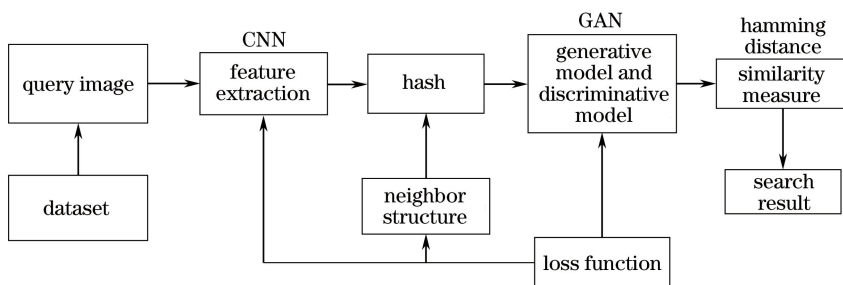 CNN
GAN
hamming
distance
query image
feature
extraction
hash
generative
model and
discriminative
model
similarity
measure
dataset
neighbor
structure
search
result
loss function